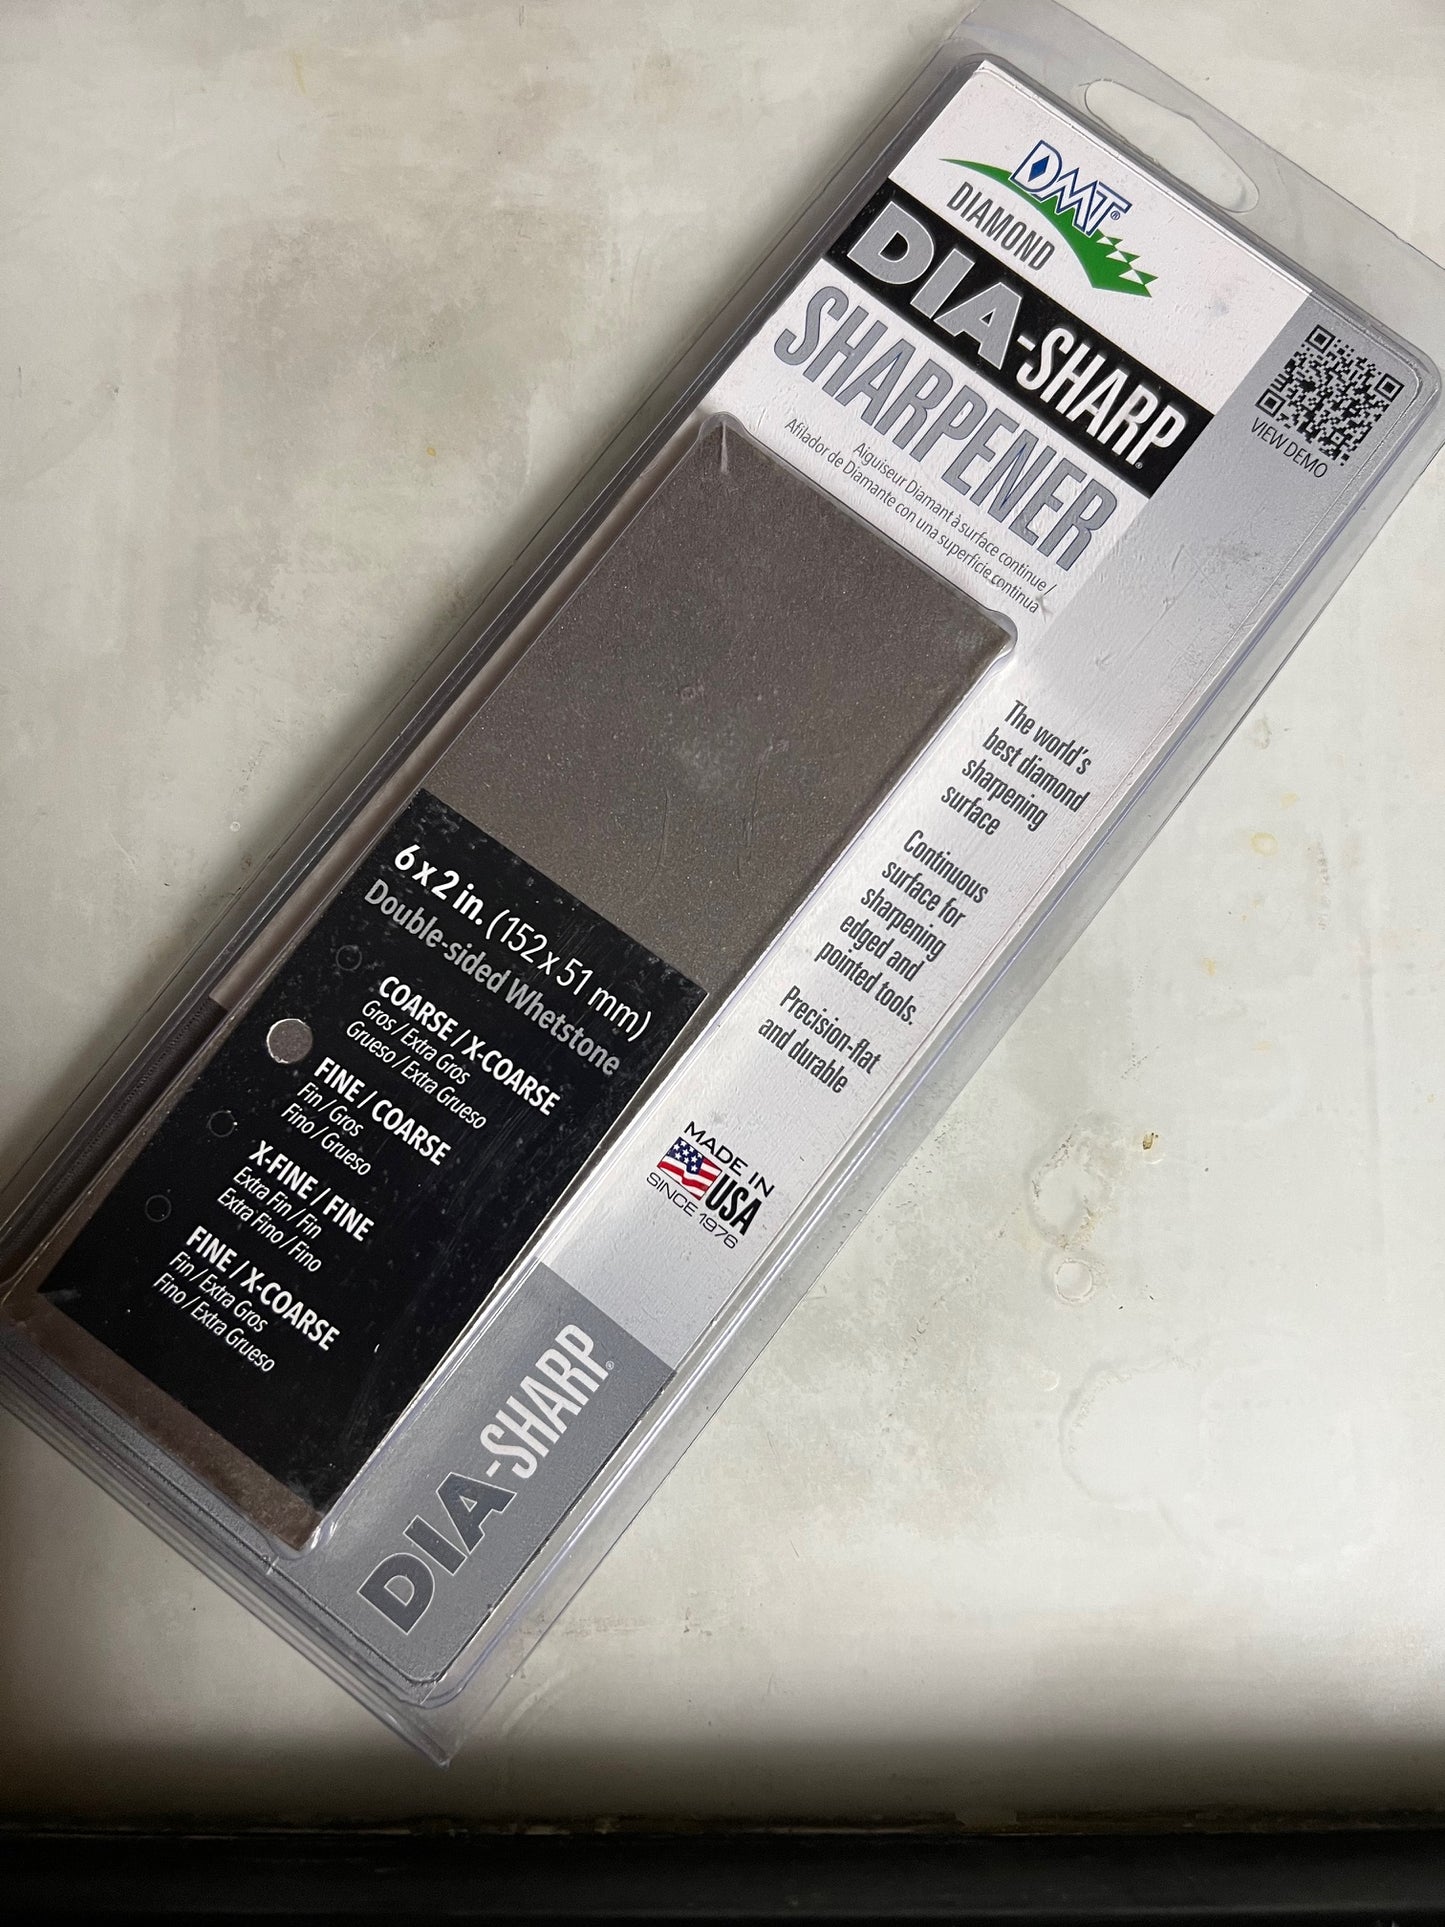 DMT®
DIAMOND
DIA-SHARP®
SHARPENER
Aiguiseur Diamant à surface continue /
Afilador de Diamante con una superficie continua
VIEW DEMO
The world's
best diamond
sharpening
surface
Continuous
surface for
sharpening
edged and
pointed tools.
Precision-flat
and durable
MADE IN
USA
SINCE 1976
6 x 2 in. (152 x 51 mm)
Double-sided Whetstone
COARSE / X-COARSE
Gros / Extra Gros
Grueso / Extra Grueso
FINE / COARSE
Fin / Gros
Fino / Grueso
X-FINE / FINE
Extra Fin / Fin
Extra Fino / Fino
FINE / X-COARSE
Fin / Extra Gros
Fino / Extra Grueso
DIA-SHARP®